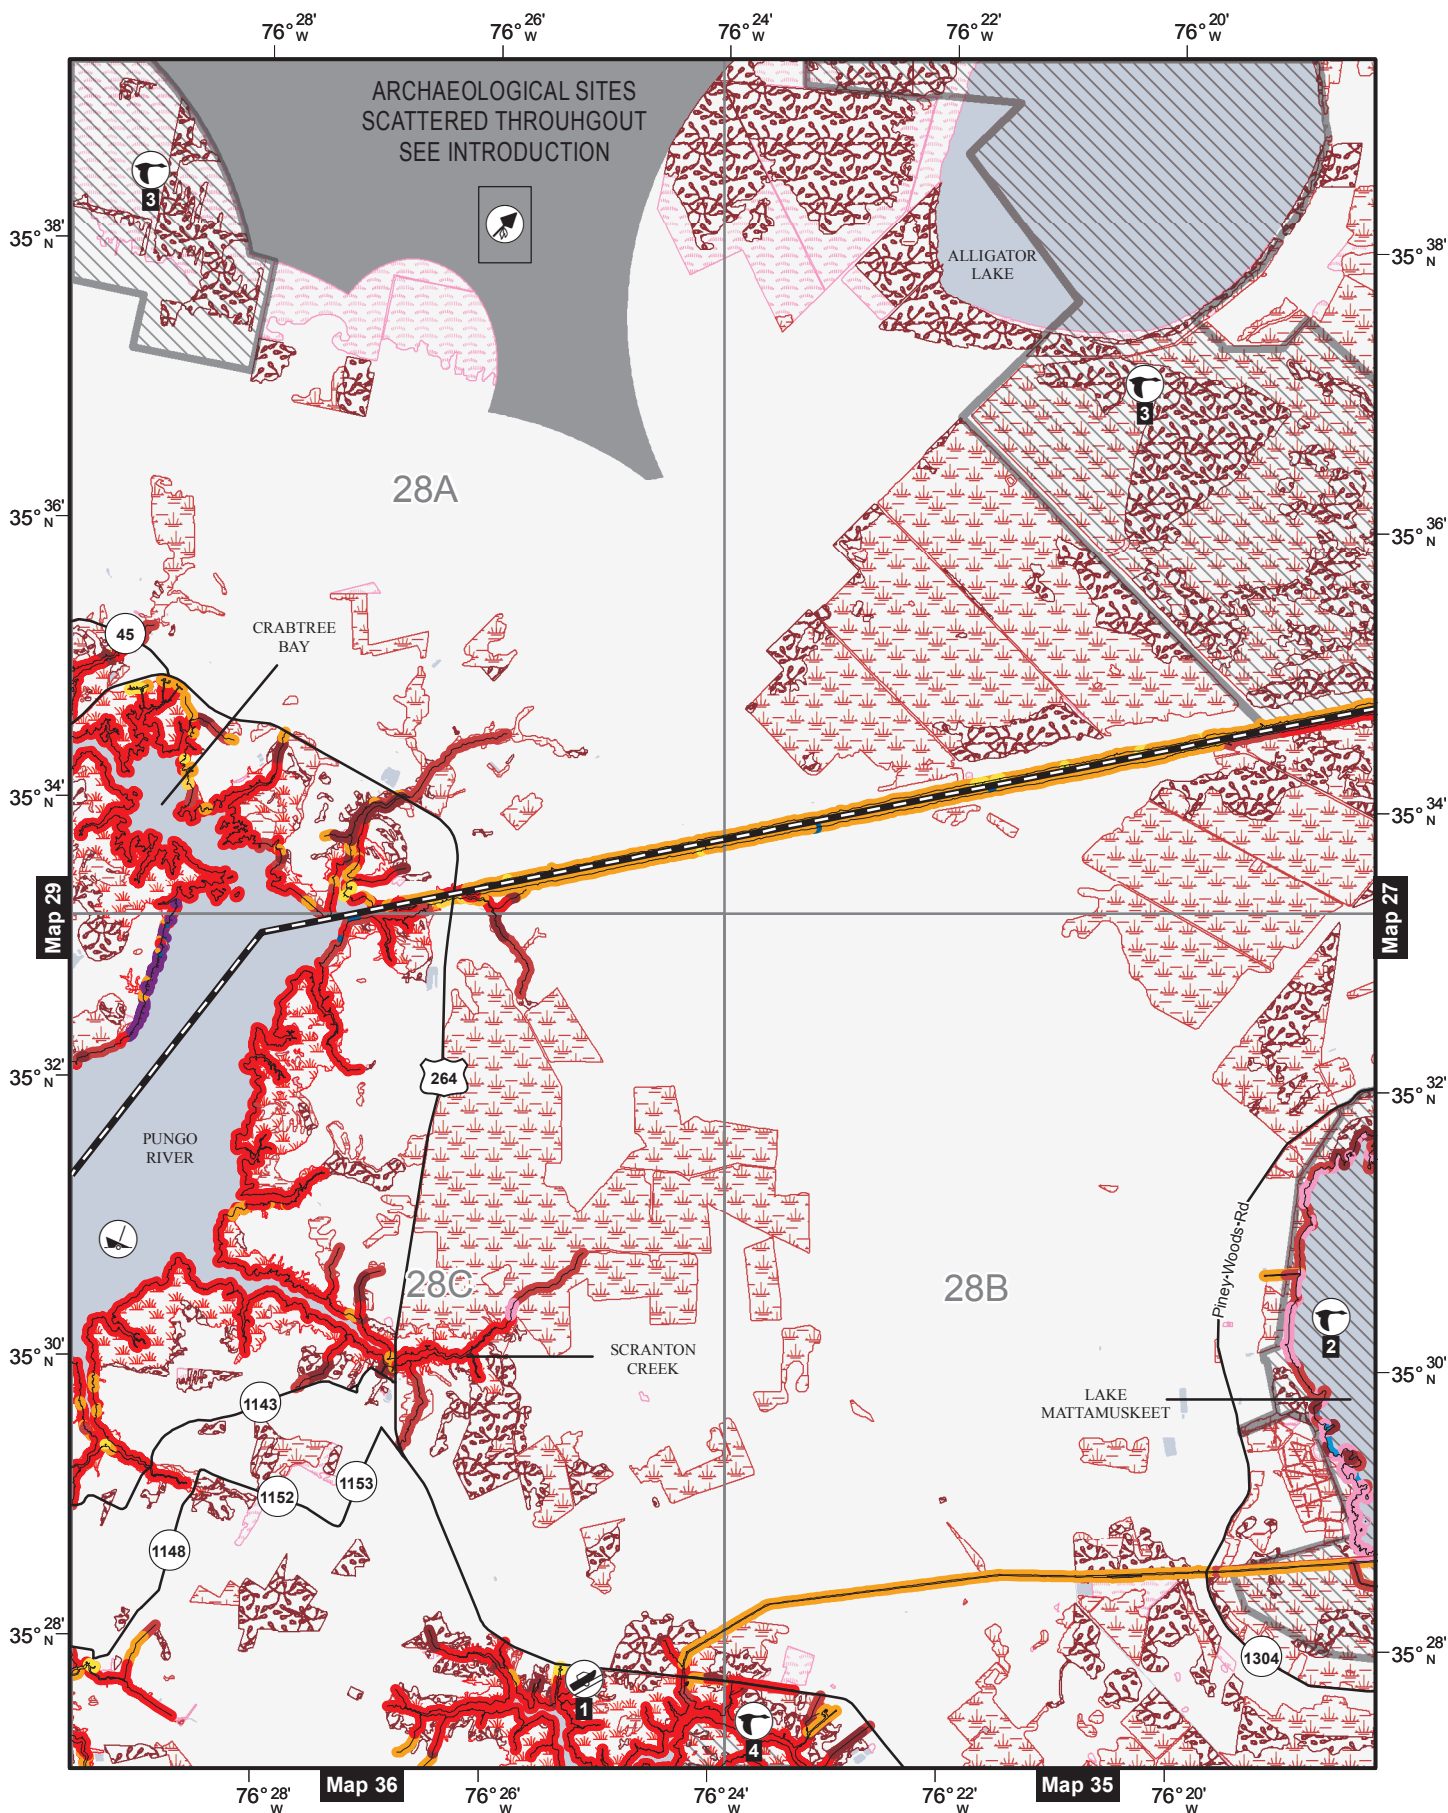 76° 28' W
76° 26' W
76° 24' W
76° 22' W
76° 20' W
ARCHAEOLOGICAL SITES
SCATTERED THROUHGOUT
SEE INTRODUCTION
3
35° 38' N
35° 38' N
ALLIGATOR
LAKE
3
28A
35° 36' N
35° 36' N
45
CRABTREE
BAY
35° 34' N
35° 34' N
Map 29
Map 27
35° 32' N
35° 32' N
264
PUNGO
RIVER
Piney-Woods-Rd
28C
28B
2
35° 30' N
35° 30' N
SCRANTON
CREEK
LAKE
MATTAMUSKEET
1143
1153
1152
1148
35° 28' N
35° 28' N
1304
1
4
Map 36
Map 35
76° 28' W
76° 26' W
76° 24' W
76° 22' W
76° 20' W